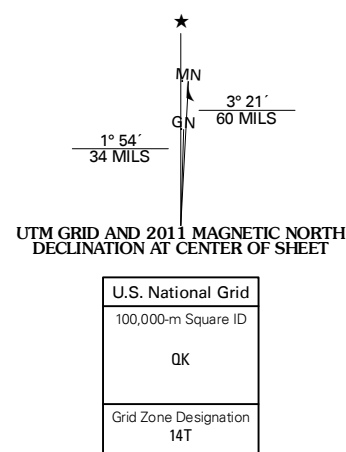 ★
MN
3° 21´
60 MILS
GN
1° 54´
34 MILS
UTM GRID AND 2011 MAGNETIC NORTH
DECLINATION AT CENTER OF SHEET
U.S. National Grid
100,000-m Square ID
QK
Grid Zone Designation
14T